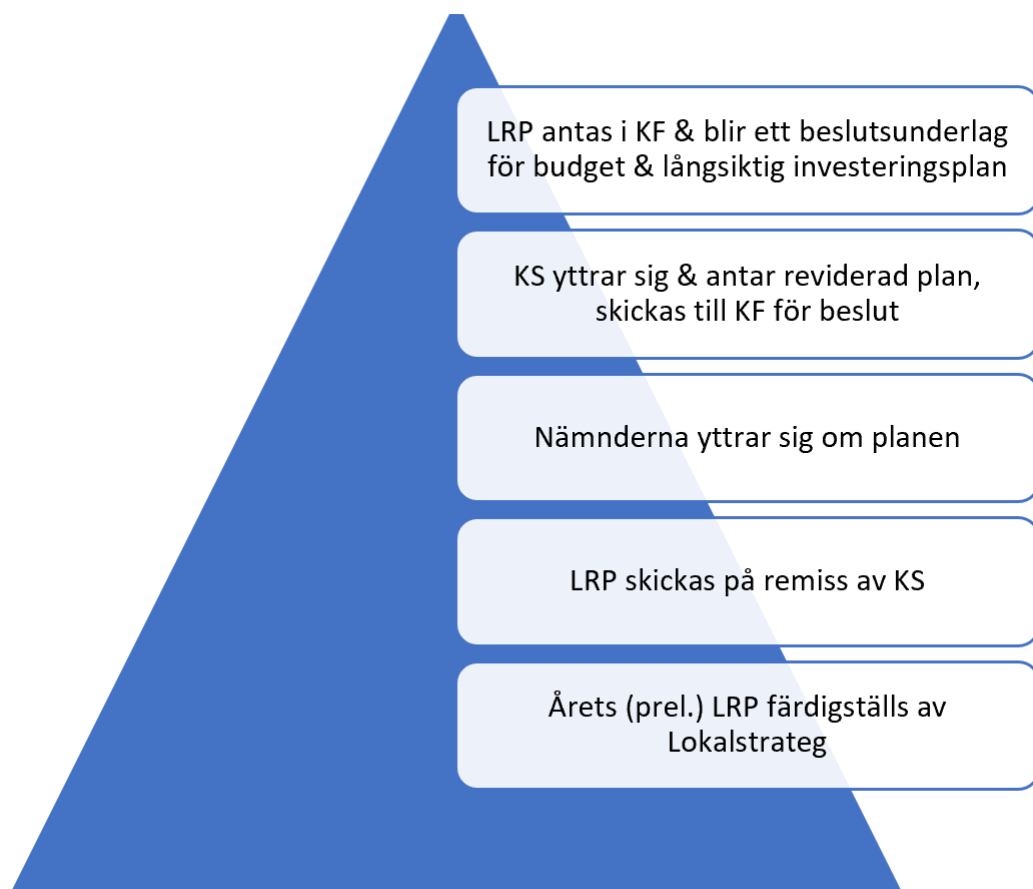 LRP antas i KF & blir ett beslutsunderlag
för budget & långsiktig investeringsplan
KS yttrar sig & antar reviderad plan,
skickas till KF för beslut
Nämnderna yttrar sig om planen
LRP skickas på remiss av KS
Årets (prel.) LRP färdigställs av
Lokalstrateg